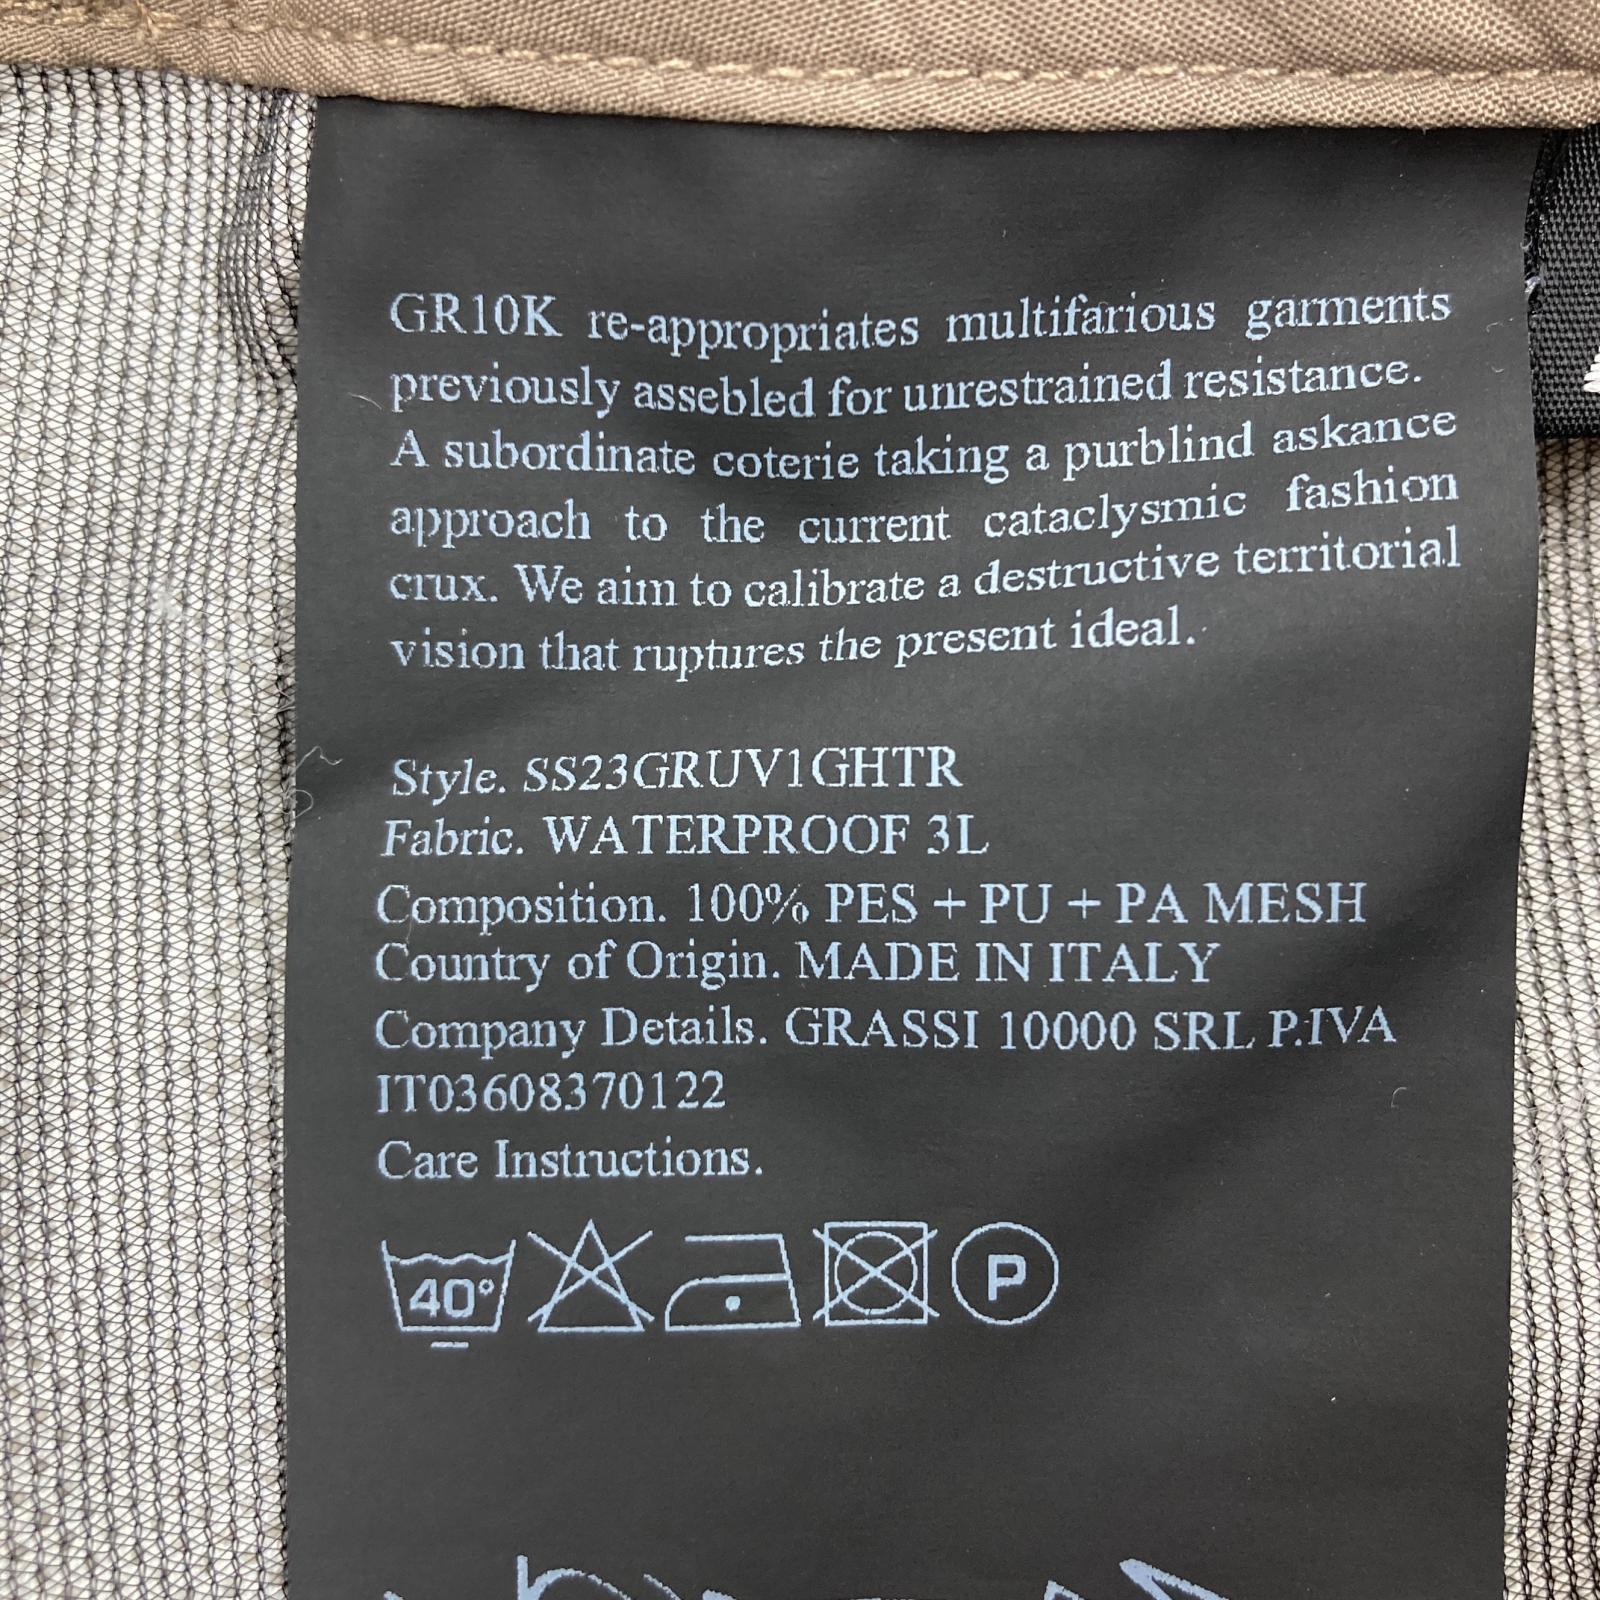 GR10K re-appropriates multifarious garments
previously assebled for unrestrained resistance.
A subordinate coterie taking a purblind askance
approach to the current cataclysmic fashion
crux. We aim to calibrate a destructive territorial
vision that ruptures the present ideal.
Style. SS23GRUV1GHTR
Fabric. WATERPROOF 3L
Composition. 100% PES + PU + PA MESH
Country of Origin. MADE IN ITALY
Company Details. GRASSI 10000 SRL P.IVA
IT03608370122
Care Instructions.
40° P